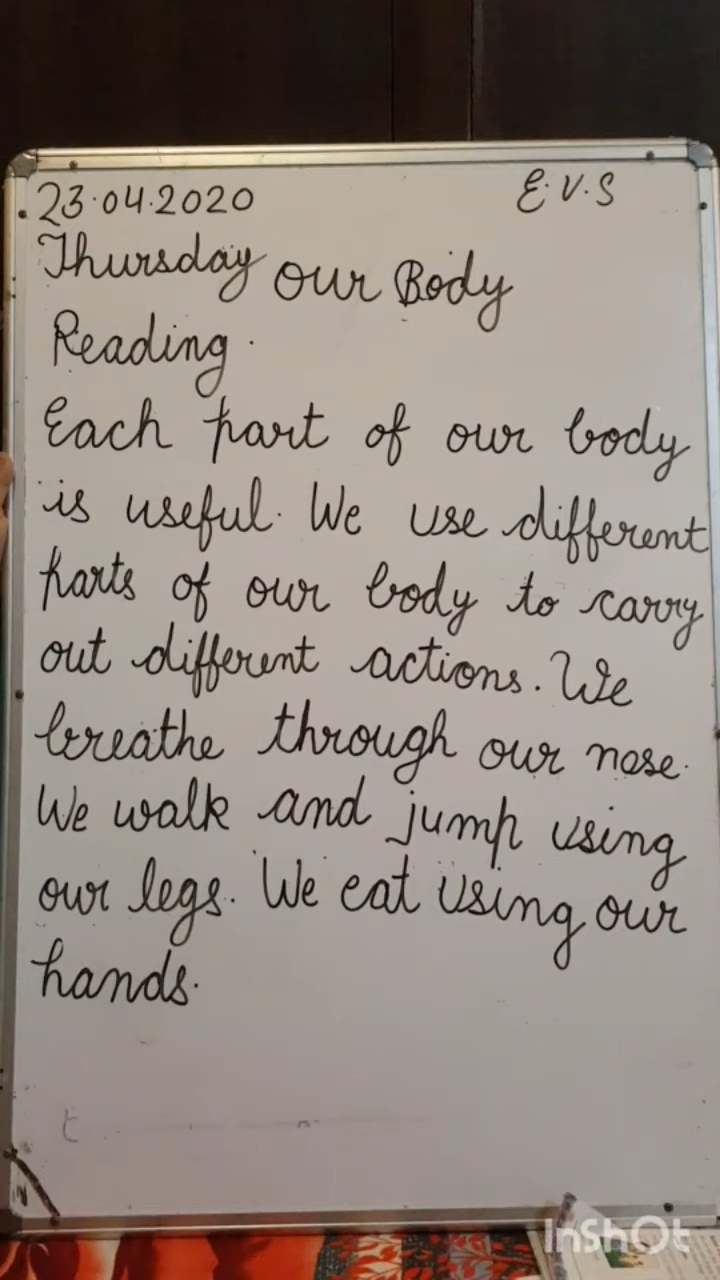 23.04.2020 E.V.S
Thursday Our Body
Reading.
Each part of our body
is useful. We use different
parts of our body to carry
out different actions. We
breathe through our nose.
We walk and jump using
our legs. We eat using our
hands.
InShOt